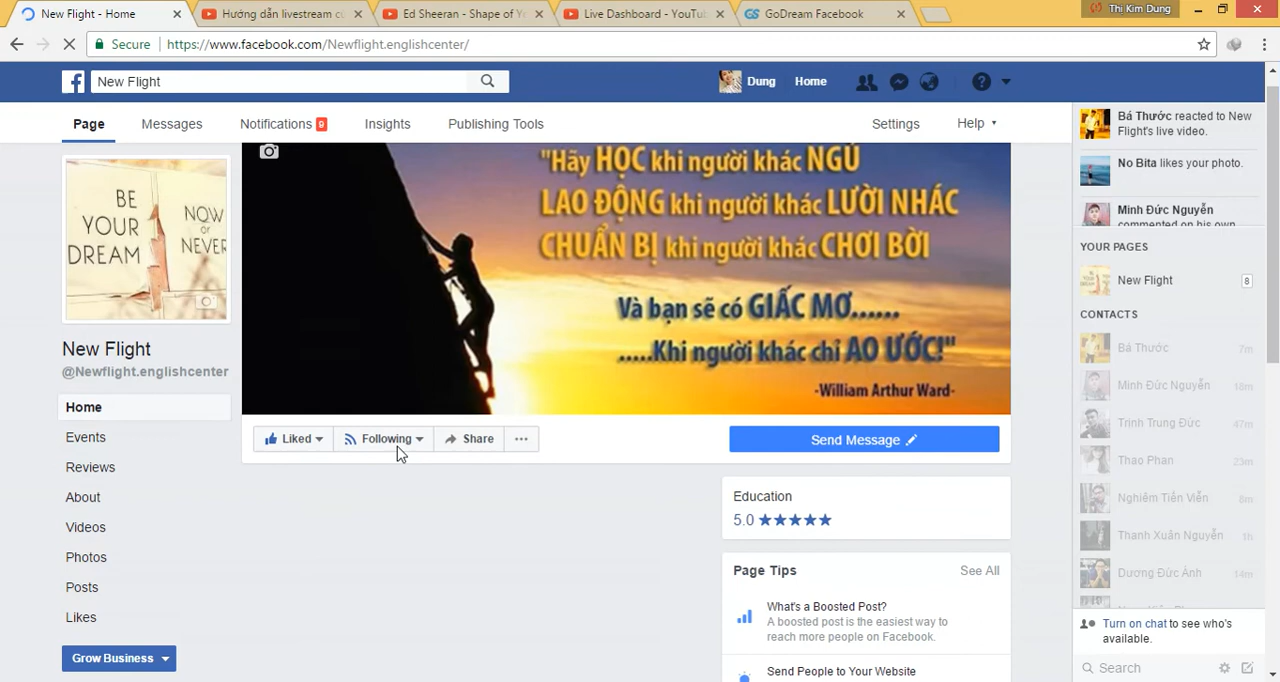 New Flight - Home
Hướng dẫn livestream cù
Ed Sheeran - Shape of Yo
Live Dashboard - YouTub
GoDream Facebook
Thị Kim Dung
Secure
https://www.facebook.com/Newflight.englishcenter/
New Flight
Dung
Home
Page
Messages
Notifications 9
Insights
Publishing Tools
Settings
Help
BE
YOUR
DREAM
NOW
or
NEVER
"Hãy HỌC khi người khác NGỦ
LAO ĐỘNG khi người khác LƯỜI NHÁC
CHUẨN BỊ khi người khác CHƠI BỜI
Và bạn sẽ có GIẤC MƠ......
.....Khi người khác chỉ AO ƯỚC!"
-William Arthur Ward-
New Flight
@Newflight.englishcenter
Home
Events
Reviews
About
Videos
Photos
Posts
Likes
Grow Business
Liked
Following
Share
Send Message
Education
5.0 ★★★★★
Page Tips
See All
What's a Boosted Post?
A boosted post is the easiest way to
reach more people on Facebook.
Send People to Your Website
Bá Thước reacted to New
Flight's live video.
No Bita likes your photo.
Minh Đức Nguyễn
commented on his own
YOUR PAGES
New Flight
8
CONTACTS
Bá Thước 7m
Minh Đức Nguyễn 18m
Trịnh Trung Đức 47m
Thao Phan 23m
Nghiêm Tiến Viễn 8m
Thanh Xuân Nguyễn 1h
Dương Đức Anh 14m
Turn on chat to see who's
available.
Search